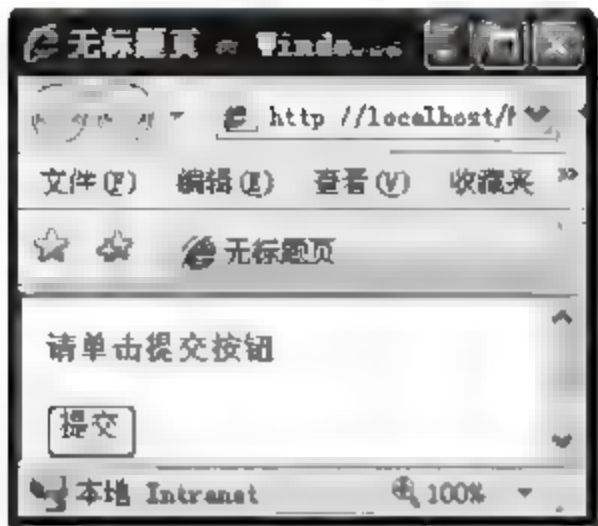 无标题页
http://localhost/
文件(F) 编辑(E) 查看(V) 收藏夹 »
无标题页
请单击提交按钮
提交
本地 Intranet 100%